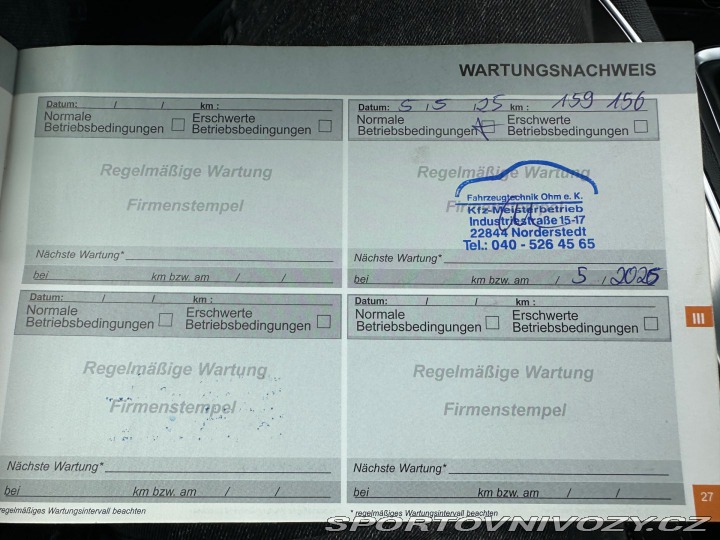 WARTUNGSNACHWEIS
Datum: / / km :
Normale Betriebsbedingungen
Erschwerte Betriebsbedingungen
Regelmäßige Wartung
Firmenstempel
Nächste Wartung*
bei km bzw. am / /
Datum: 5 / 5 / 25 km : 159 156
Normale Betriebsbedingungen
Erschwerte Betriebsbedingungen
Regelmäßige Wartung
Firmenstempel
Fahrzeugtechnik Ohm e. K.
Kfz-Meisterbetrieb
Industriestraße 15-17
22844 Norderstedt
Tel.: 040 - 526 45 65
Nächste Wartung*
bei km bzw. am / 5 /
Datum: / / km :
Normale Betriebsbedingungen
Erschwerte Betriebsbedingungen
Regelmäßige Wartung
Firmenstempel
Nächste Wartung*
bei km bzw. am / /
regelmäßiges Wartungsintervall beachten
Datum: / / km :
Normale Betriebsbedingungen
Erschwerte Betriebsbedingungen
Regelmäßige Wartung
Firmenstempel
Nächste Wartung*
bei km bzw. am / /
* regelmäßiges Wartungsintervall beachten
III
27
SPORTOVNIVOZY.CZ